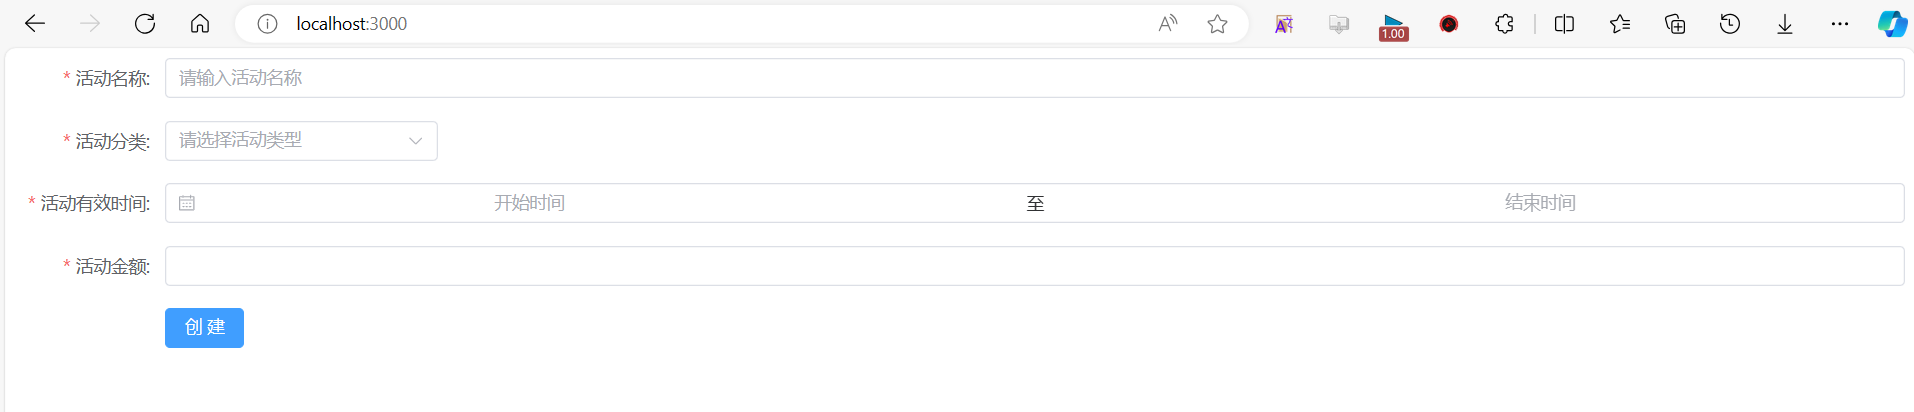 localhost:3000
1.00
* 活动名称: 请输入活动名称
* 活动分类: 请选择活动类型
* 活动有效时间: 开始时间 至 结束时间
* 活动金额:
创建